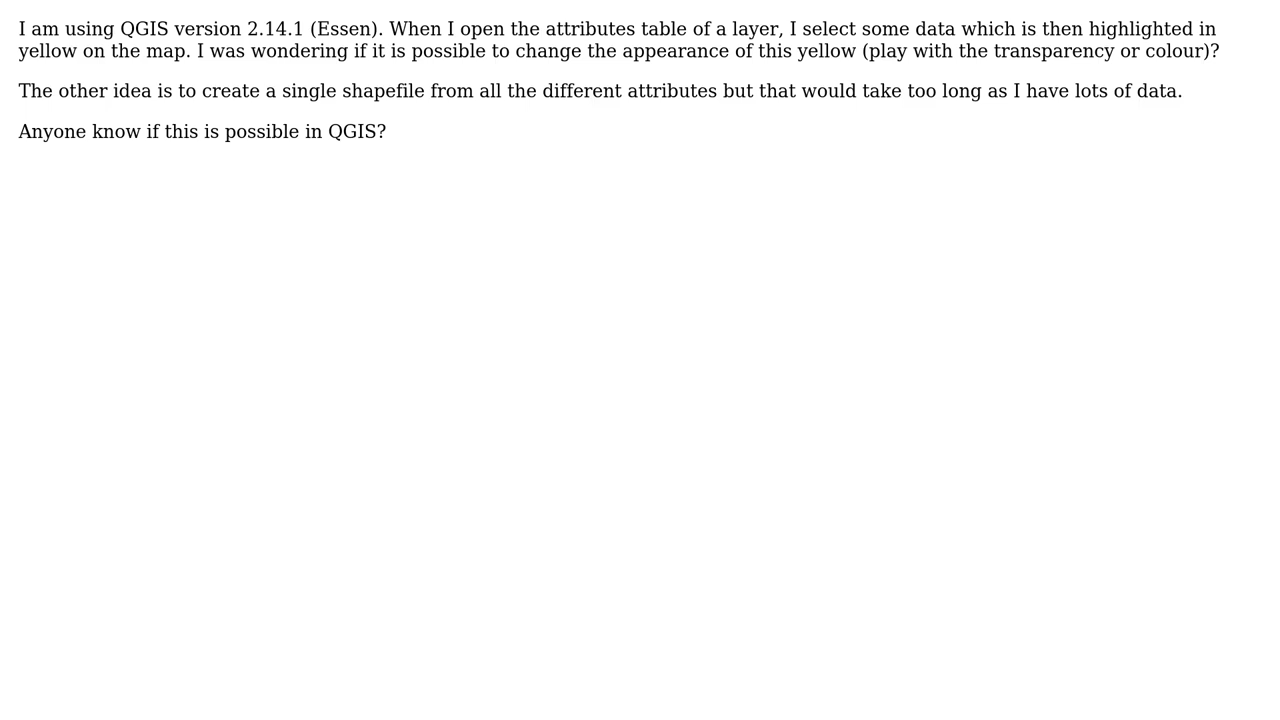 I am using QGIS version 2.14.1 (Essen). When I open the attributes table of a layer, I select some data which is then highlighted in
yellow on the map. I was wondering if it is possible to change the appearance of this yellow (play with the transparency or colour)?
The other idea is to create a single shapefile from all the different attributes but that would take too long as I have lots of data.
Anyone know if this is possible in QGIS?